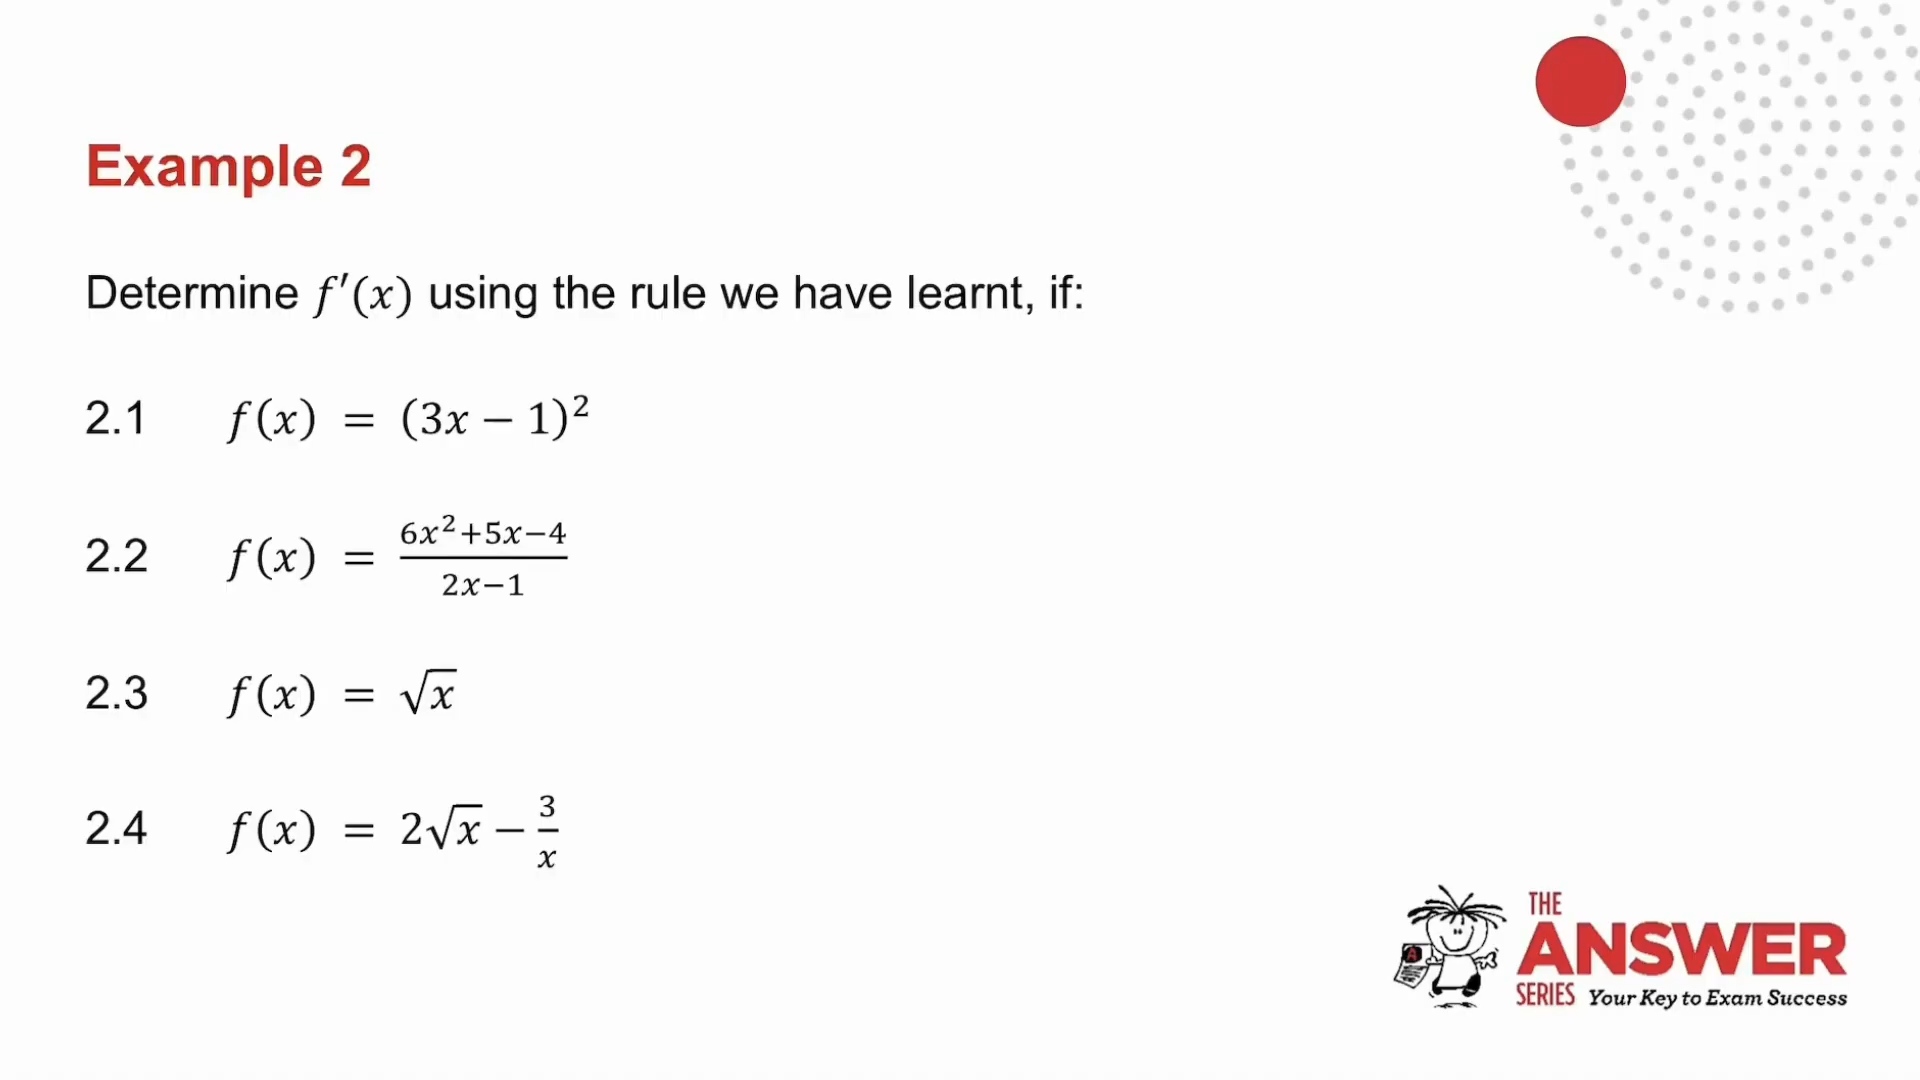 Example 2
Determine f′(x) using the rule we have learnt, if:
2.1 f(x) = (3x − 1)²
2.2 f(x) = (6x²+5x−4)/(2x−1)
2.3 f(x) = √x
2.4 f(x) = 2√x − 3/x
THE
ANSWER
SERIES Your Key to Exam Success